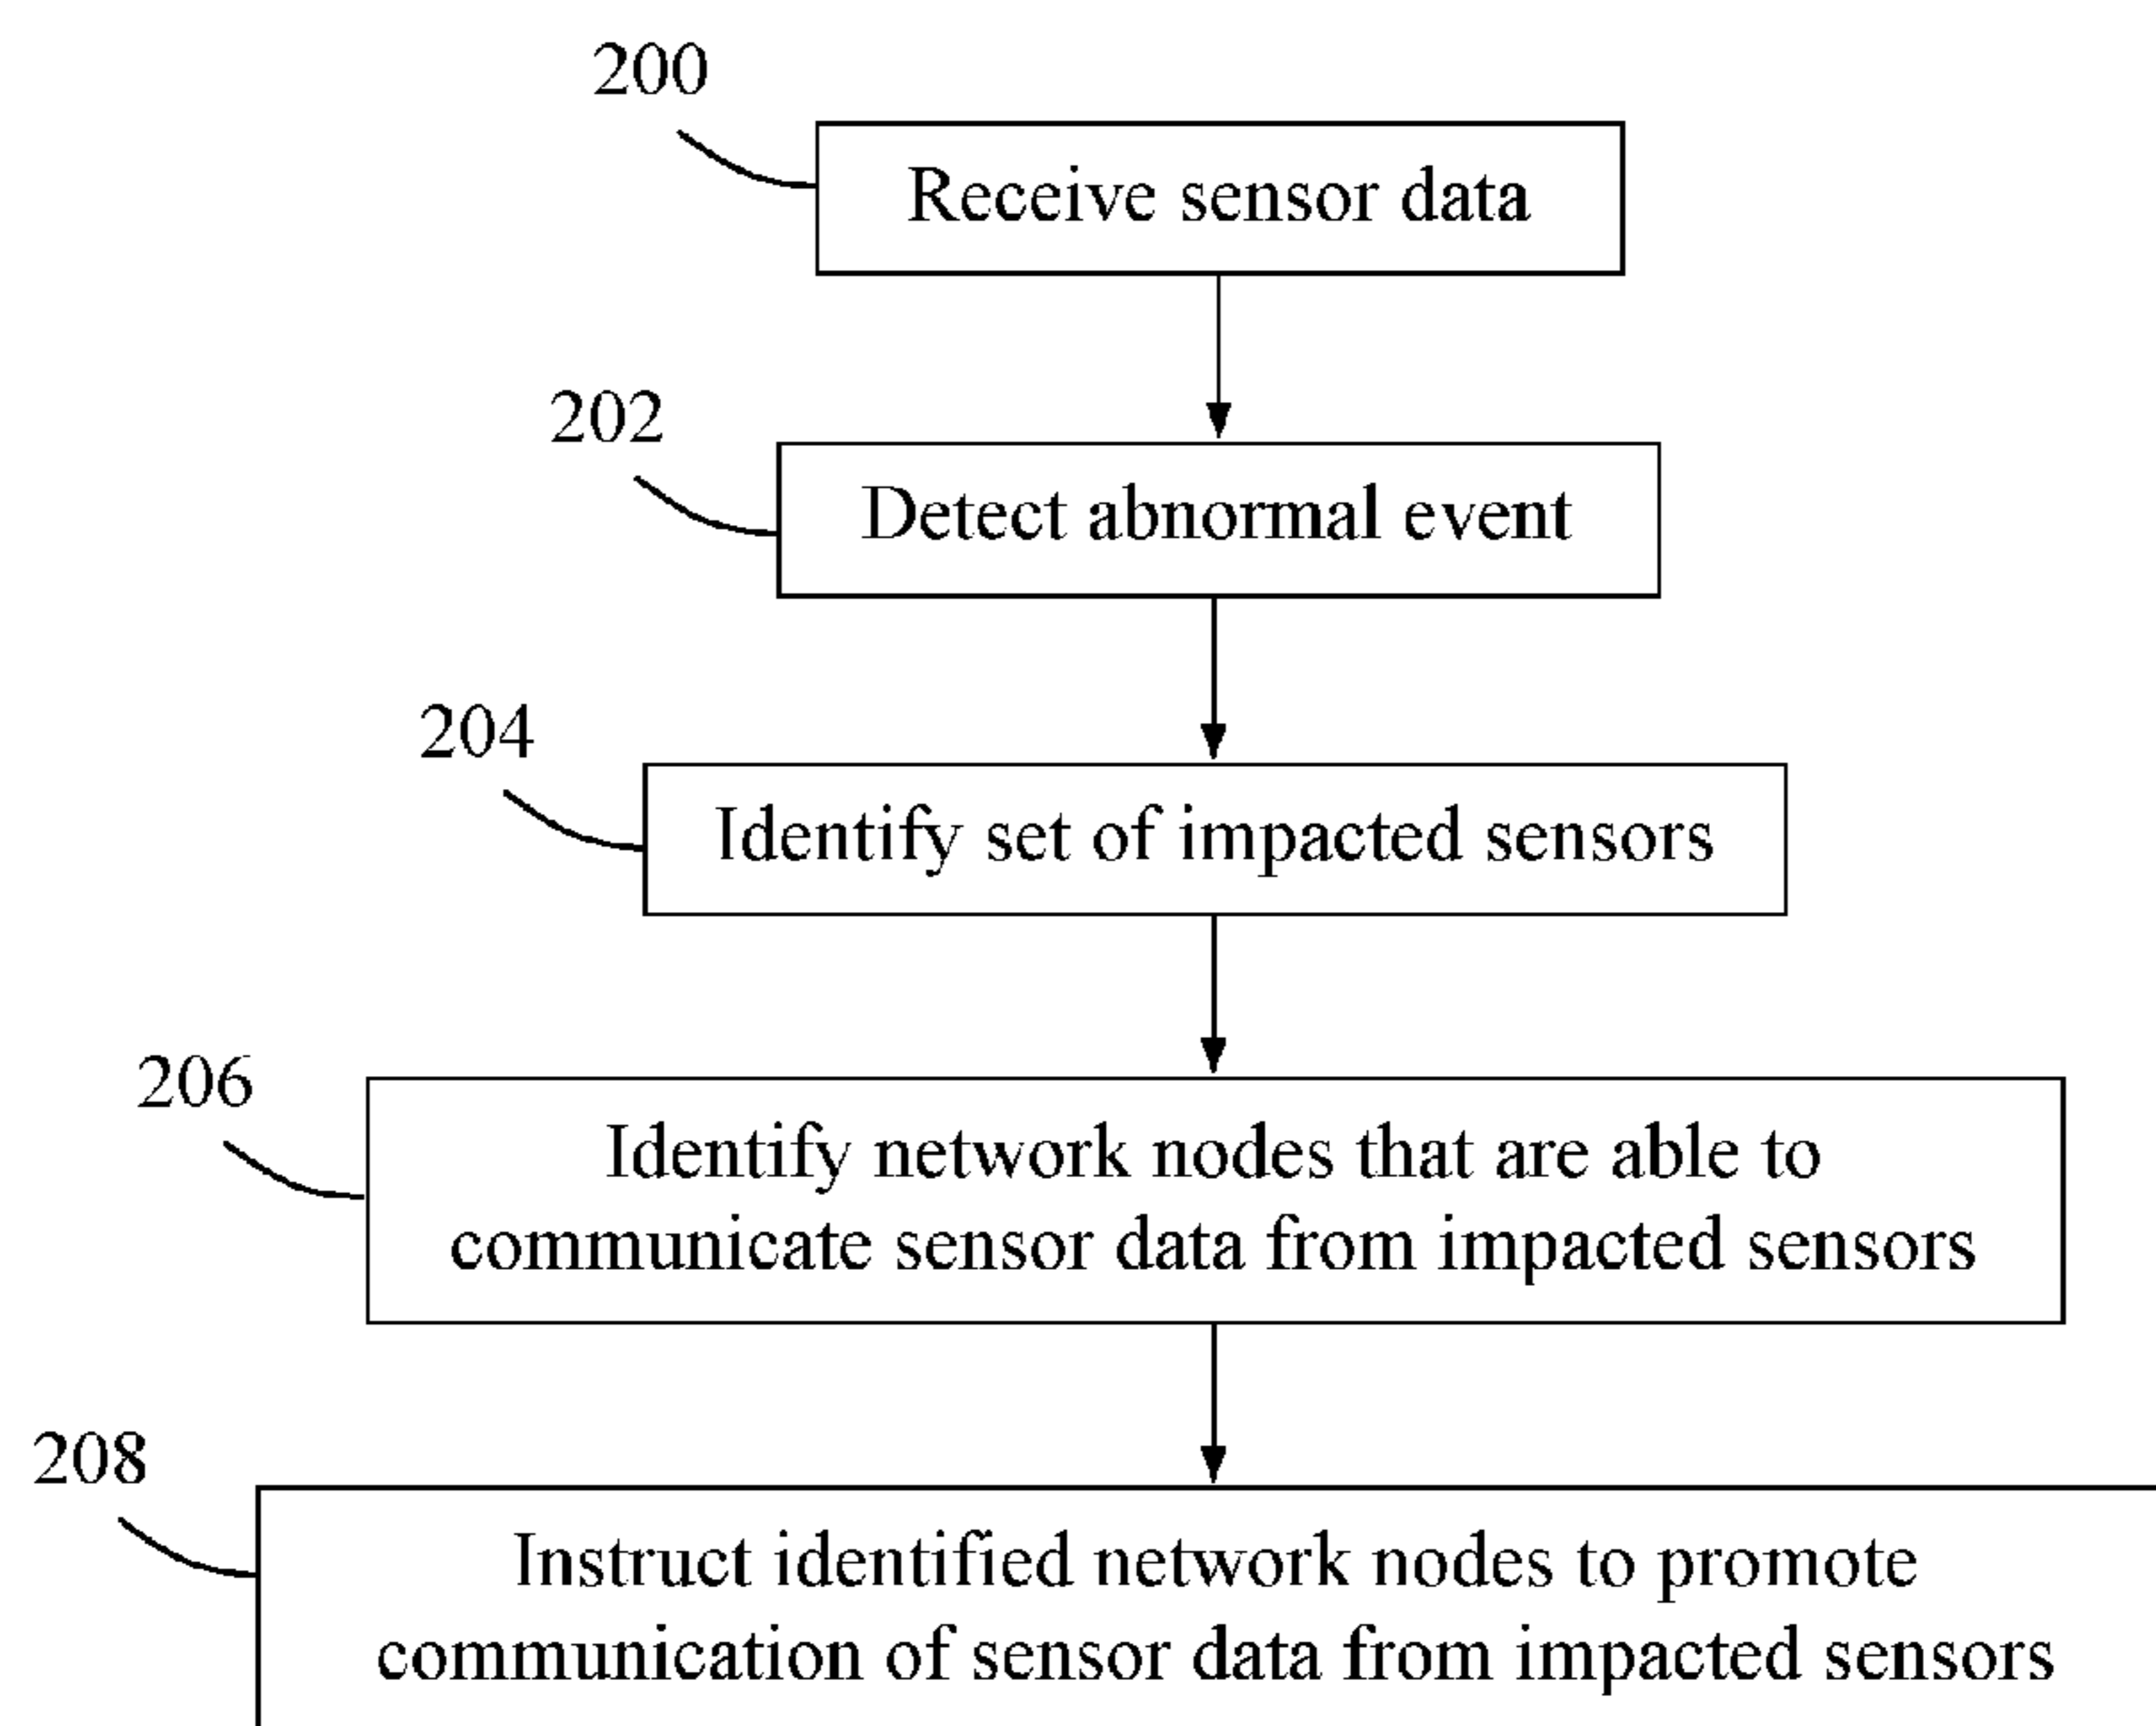 200
Receive sensor data
202
Detect abnormal event
204
Identify set of impacted sensors
206
Identify network nodes that are able to
communicate sensor data from impacted sensors
208
Instruct identified network nodes to promote
communication of sensor data from impacted sensors